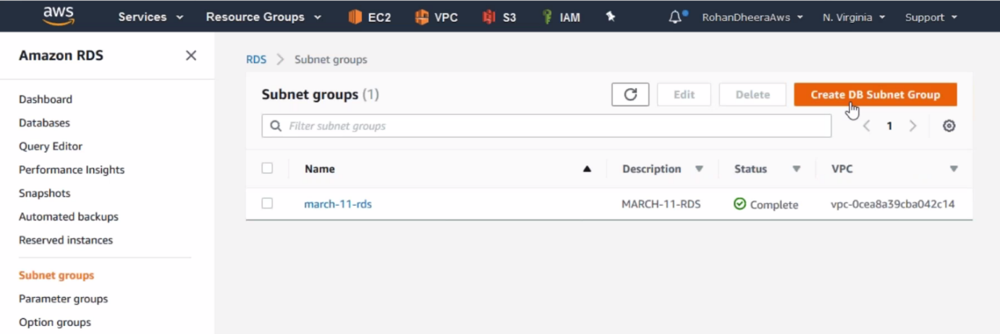 aws Services Resource Groups EC2 VPC S3 IAM RohanDheeraAws N. Virginia Support
Amazon RDS
Dashboard
Databases
Query Editor
Performance Insights
Snapshots
Automated backups
Reserved instances
Subnet groups
Parameter groups
Option groups
RDS Subnet groups
Subnet groups (1) Edit Delete Create DB Subnet Group
Filter subnet groups 1
Name Description Status VPC
march-11-rds MARCH-11-RDS Complete vpc-0cea8a39cba042c14